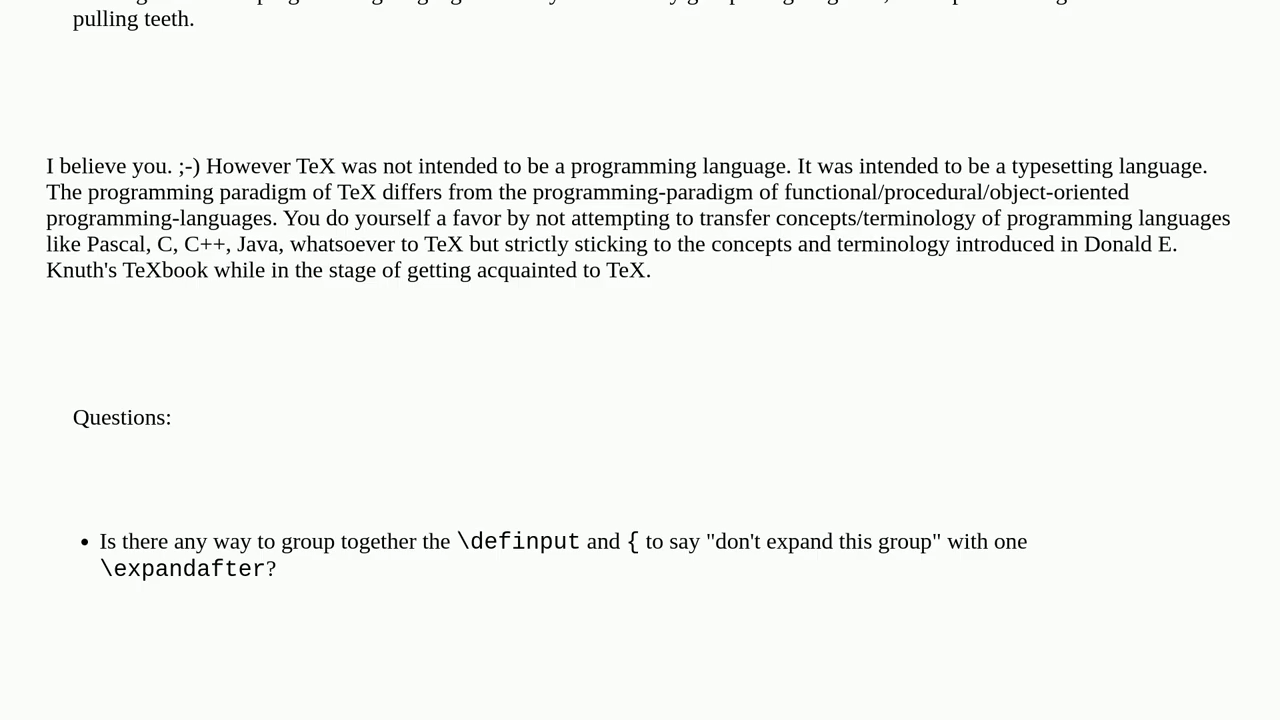 pulling teeth.
I believe you. ;-) However TeX was not intended to be a programming language. It was intended to be a typesetting language.
The programming paradigm of TeX differs from the programming-paradigm of functional/procedural/object-oriented
programming-languages. You do yourself a favor by not attempting to transfer concepts/terminology of programming languages
like Pascal, C, C++, Java, whatsoever to TeX but strictly sticking to the concepts and terminology introduced in Donald E.
Knuth's TeXbook while in the stage of getting acquainted to TeX.
Questions:
• Is there any way to group together the \definput and { to say "don't expand this group" with one
\expandafter?